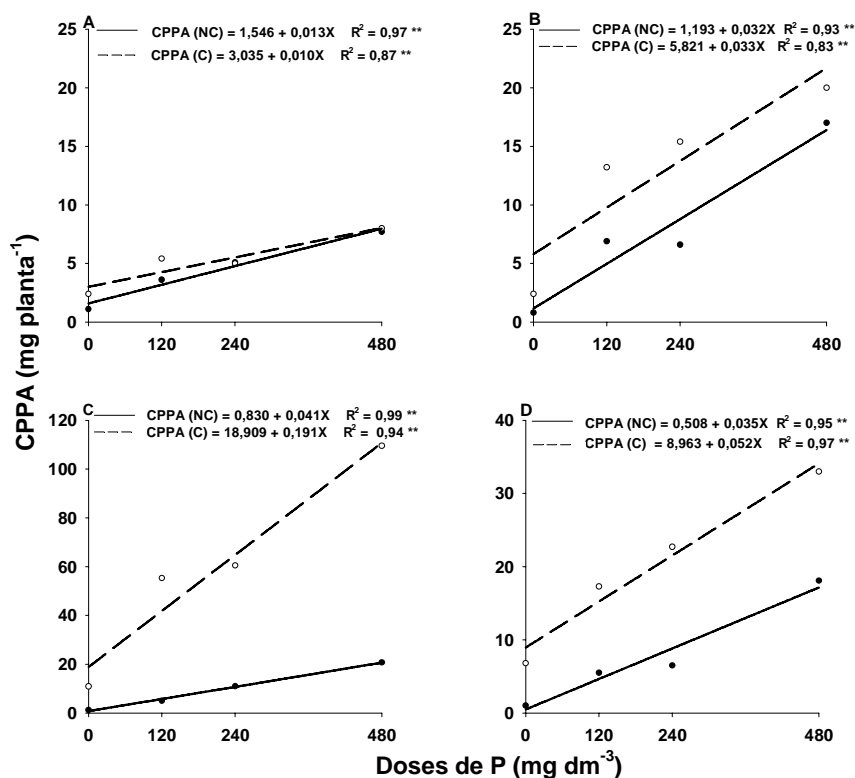 A
CPPA (NC) = 1,546 + 0,013X R² = 0,97 **
CPPA (C) = 3,035 + 0,010X R² = 0,87 **
25
20
15
10
5
0
0 120 240 480
B
CPPA (NC) = 1,193 + 0,032X R² = 0,93 **
CPPA (C) = 5,821 + 0,033X R² = 0,83 **
25
20
15
10
5
0
0 120 240 480
CPPA (mg planta⁻¹)
C
CPPA (NC) = 0,830 + 0,041X R² = 0,99 **
CPPA (C) = 18,909 + 0,191X R² = 0,94 **
120
100
80
60
40
20
0
0 120 240 480
D
CPPA (NC) = 0,508 + 0,035X R² = 0,95 **
CPPA (C) = 8,963 + 0,052X R² = 0,97 **
40
30
20
10
0
0 120 240 480
Doses de P (mg dm⁻³)